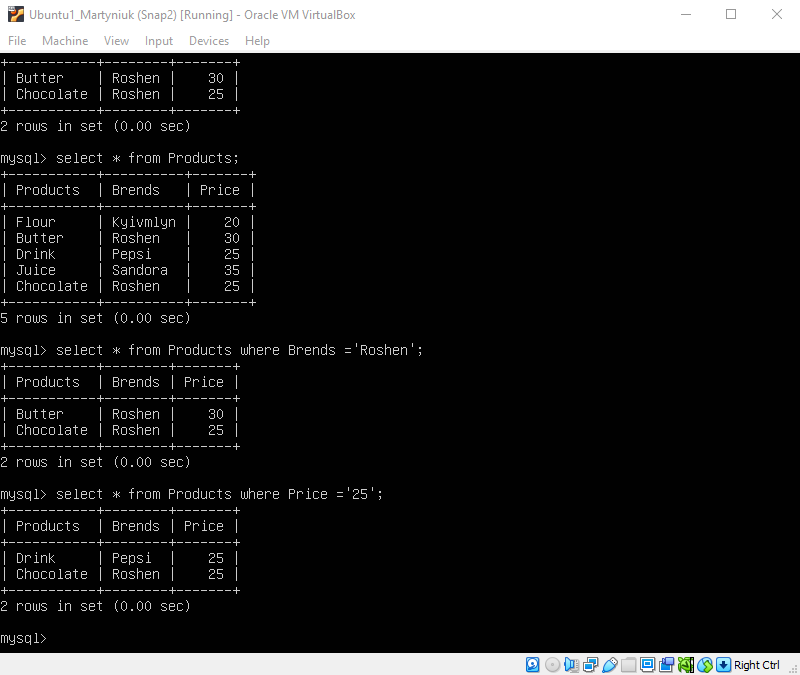 Ubuntu1_Martyniuk (Snap2) [Running] - Oracle VM VirtualBox
File Machine View Input Devices Help
+-----------+--------+-------+
| Butter    | Roshen |    30 |
| Chocolate | Roshen |    25 |
+-----------+--------+-------+
2 rows in set (0.00 sec)
mysql> select * from Products;
+-----------+----------+-------+
| Products  | Brends   | Price |
+-----------+----------+-------+
| Flour     | Kyivmlyn |    20 |
| Butter    | Roshen   |    30 |
| Drink     | Pepsi    |    25 |
| Juice     | Sandora  |    35 |
| Chocolate | Roshen   |    25 |
+-----------+----------+-------+
5 rows in set (0.00 sec)
mysql> select * from Products where Brends ='Roshen';
+-----------+--------+-------+
| Products  | Brends | Price |
+-----------+--------+-------+
| Butter    | Roshen |    30 |
| Chocolate | Roshen |    25 |
+-----------+--------+-------+
2 rows in set (0.00 sec)
mysql> select * from Products where Price ='25';
+-----------+--------+-------+
| Products  | Brends | Price |
+-----------+--------+-------+
| Drink     | Pepsi  |    25 |
| Chocolate | Roshen |    25 |
+-----------+--------+-------+
2 rows in set (0.00 sec)
mysql>
Right Ctrl